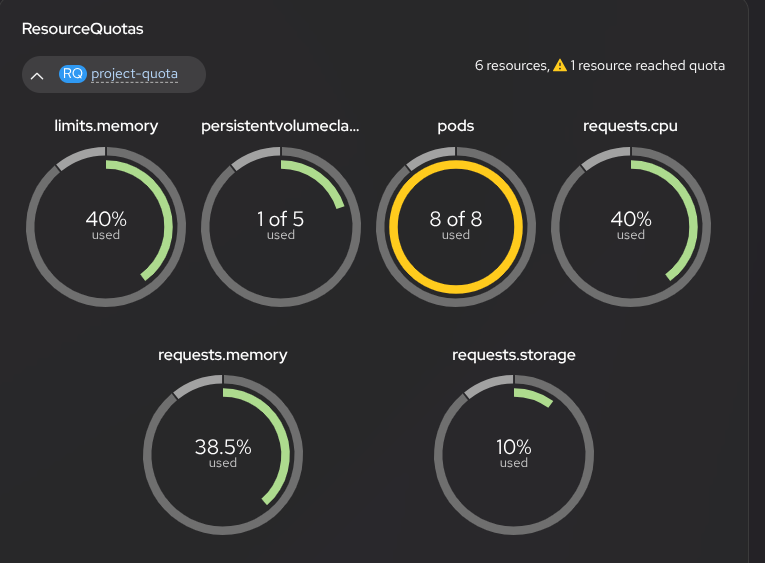 ResourceQuotas
RQ project-quota
6 resources, 1 resource reached quota
limits.memory
persistentvolumecla...
pods
requests.cpu
40%
used
1 of 5
used
8 of 8
used
40%
used
requests.memory
requests.storage
38.5%
used
10%
used